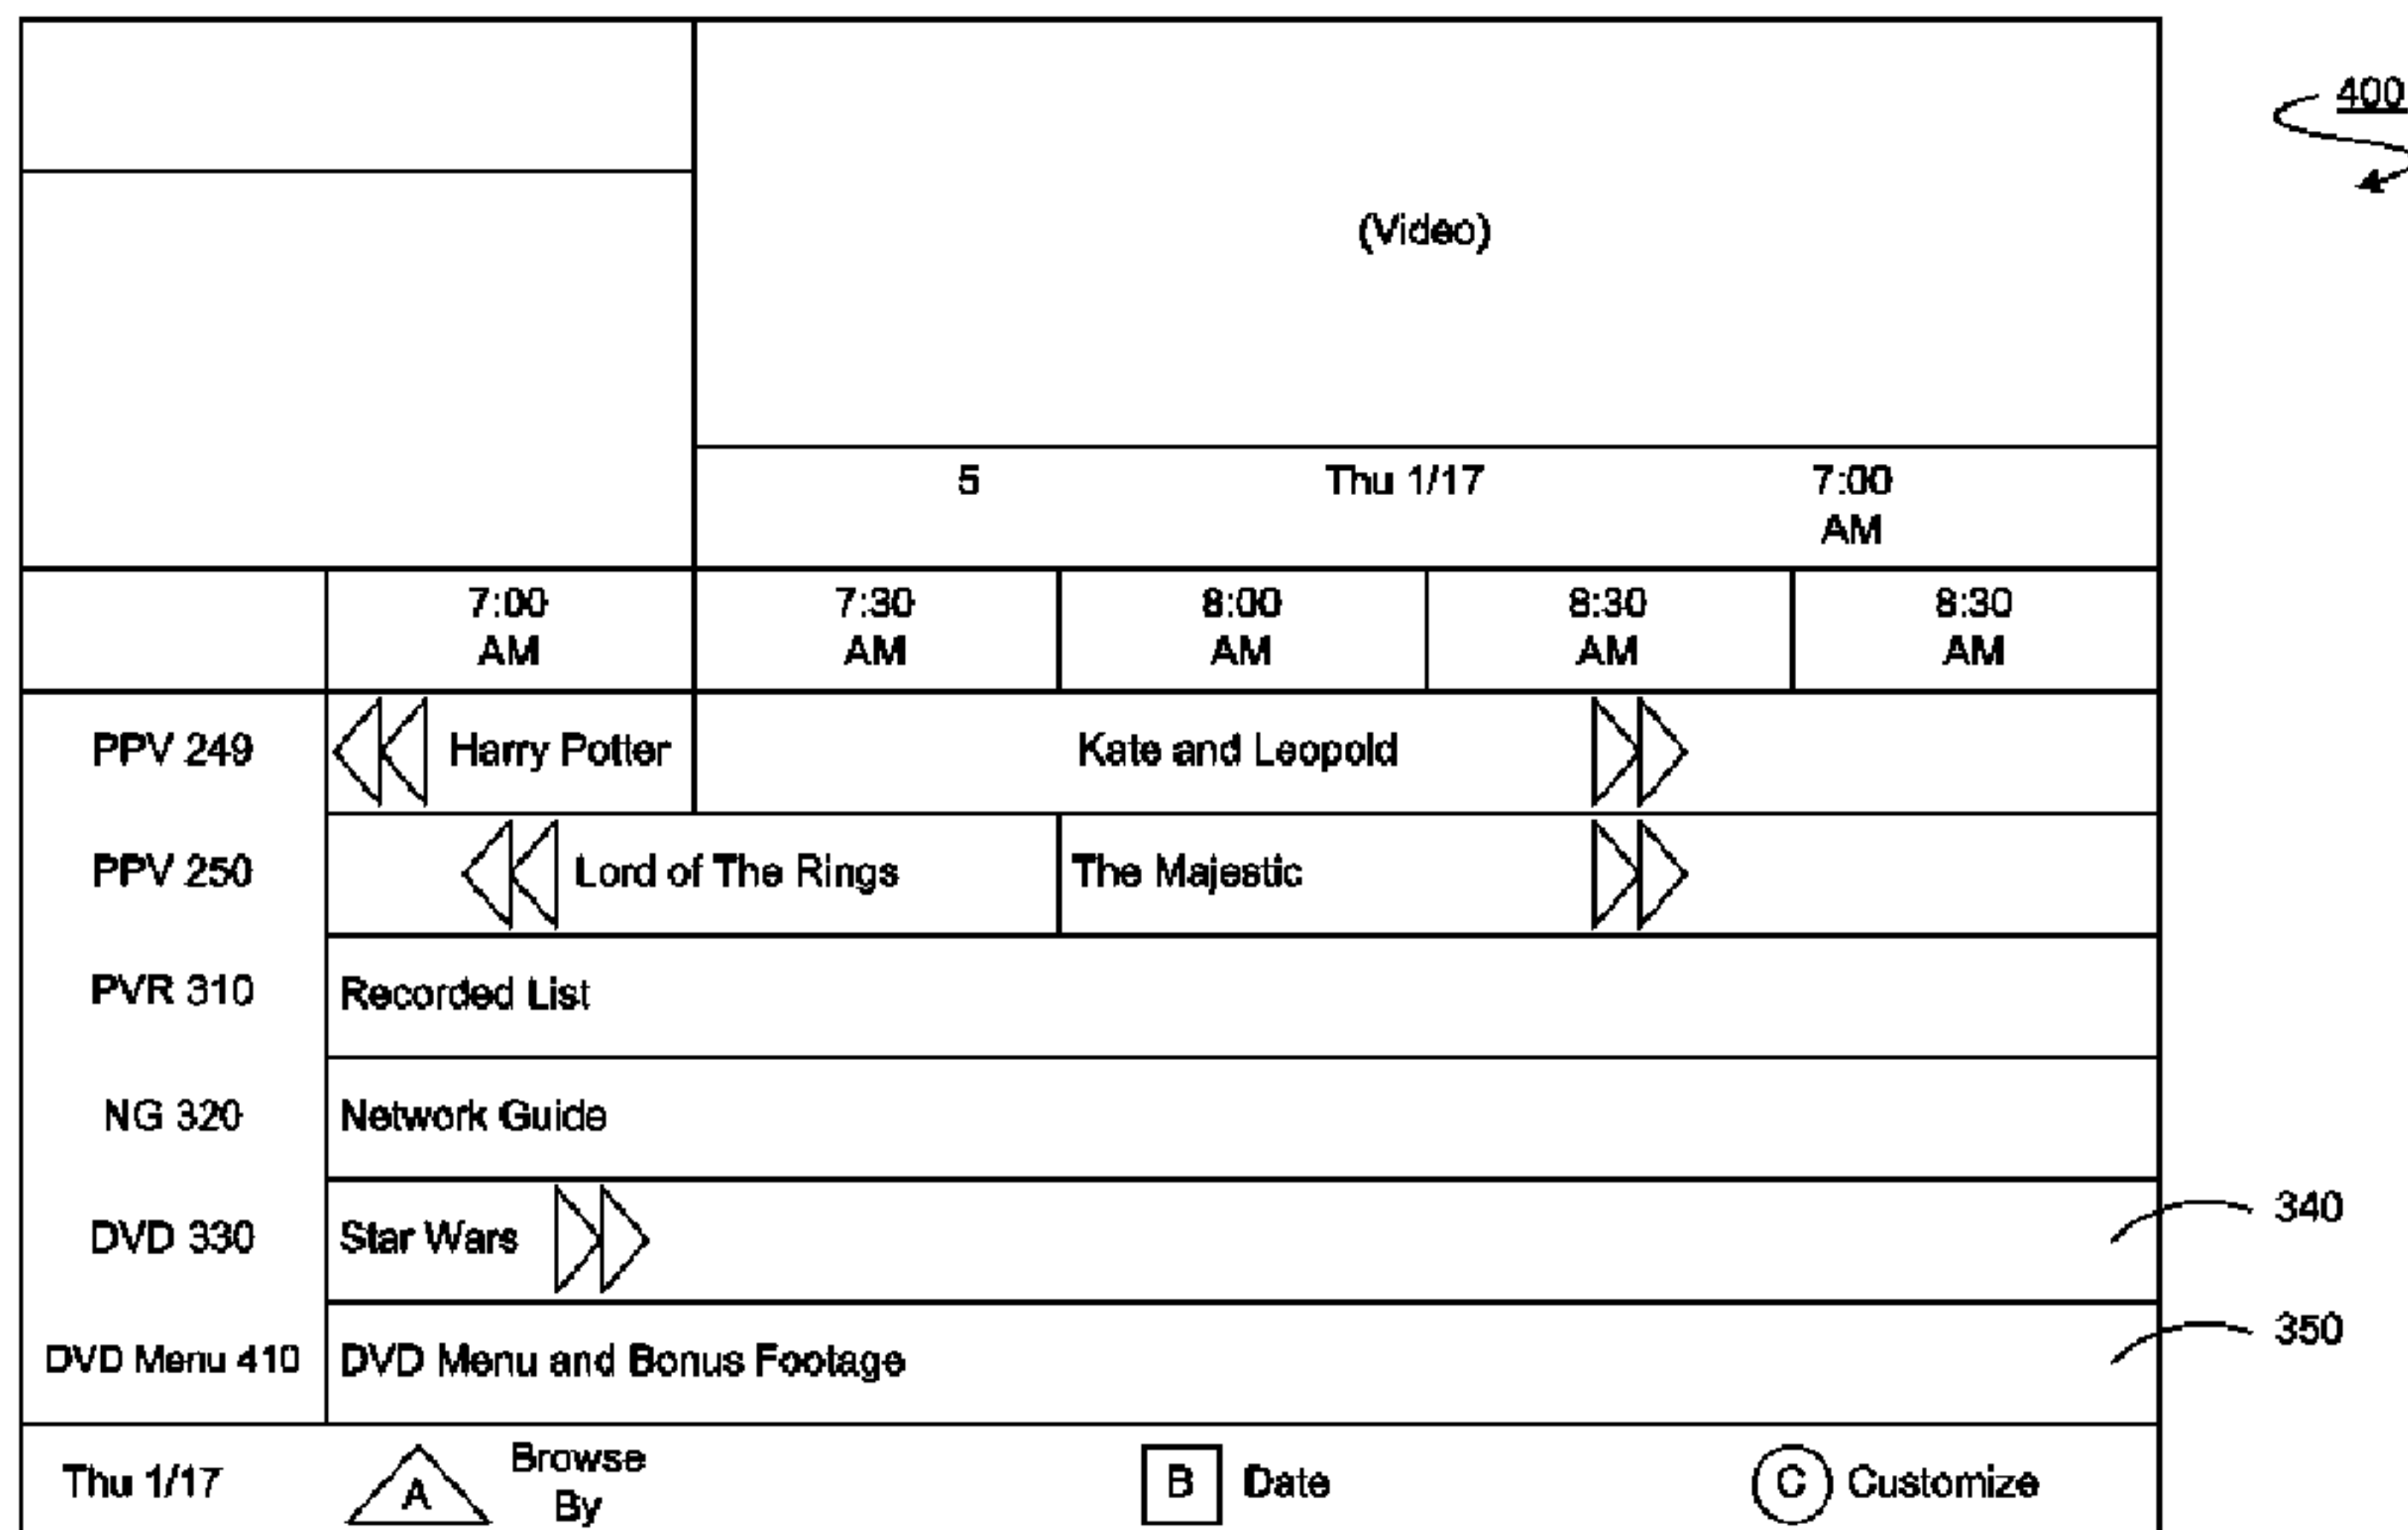 400
(Video)
5 Thu 1/17 7:00 AM
7:00 AM 7:30 AM 8:00 AM 8:30 AM 8:30 AM
PPV 249 Harry Potter Kate and Leopold
PPV 250 Lord of The Rings The Majestic
PVR 310 Recorded List
NG 320 Network Guide
DVD 330 Star Wars 340
DVD Menu 410 DVD Menu and Bonus Footage 350
Thu 1/17 A Browse By B Date C Customize